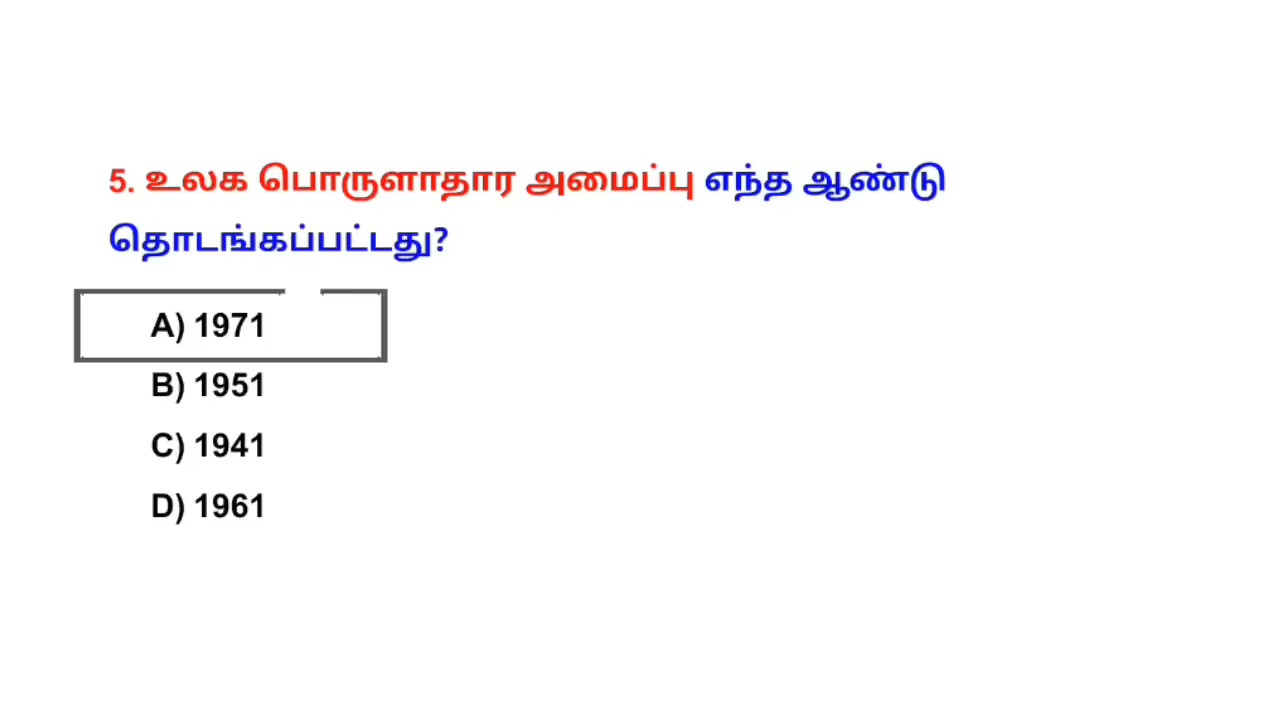 5. உலக பொருளாதார அமைப்பு எந்த ஆண்டு
தொடங்கப்பட்டது?
A) 1971
B) 1951
C) 1941
D) 1961